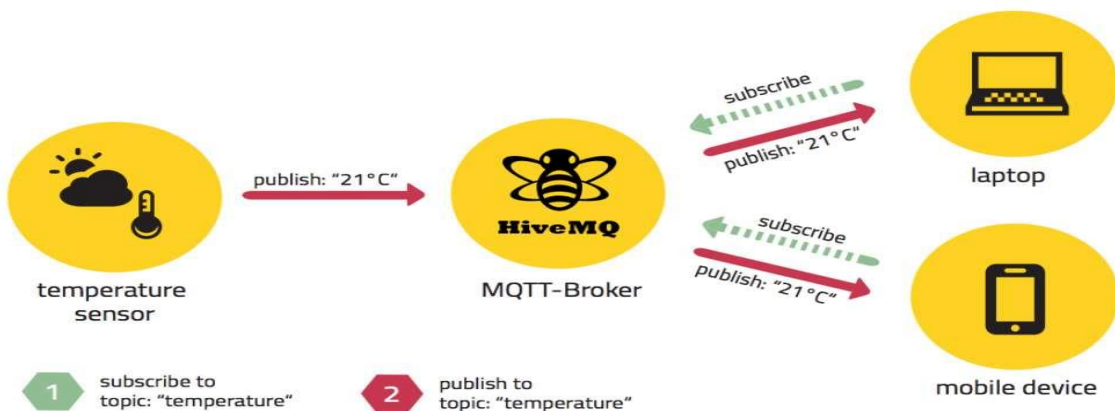 subscribe
publish: "21°C"
laptop
publish: "21°C"
HiveMQ
MQTT-Broker
temperature
sensor
subscribe
publish: "21°C"
mobile device
1
subscribe to
topic: "temperature"
2
publish to
topic: "temperature"